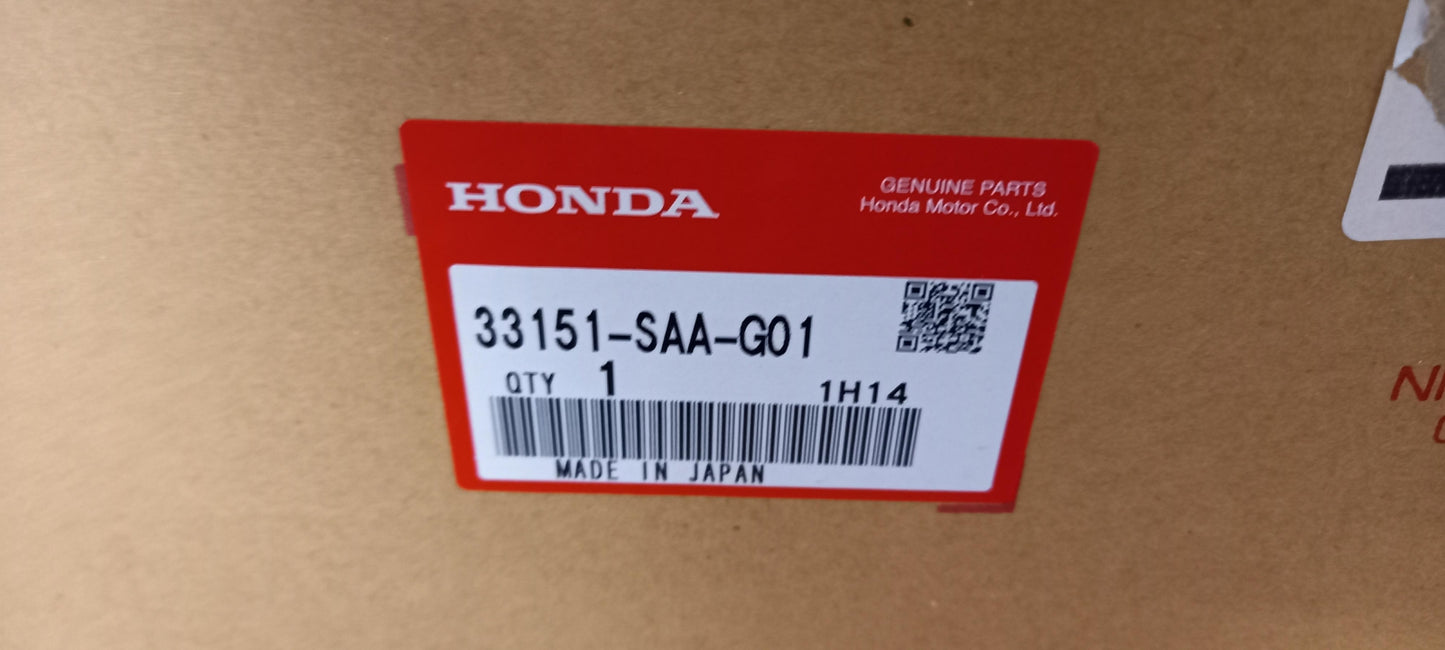 HONDA
GENUINE PARTS
Honda Motor Co., Ltd.
33151-SAA-G01
QTY 1 1H14
MADE IN JAPAN